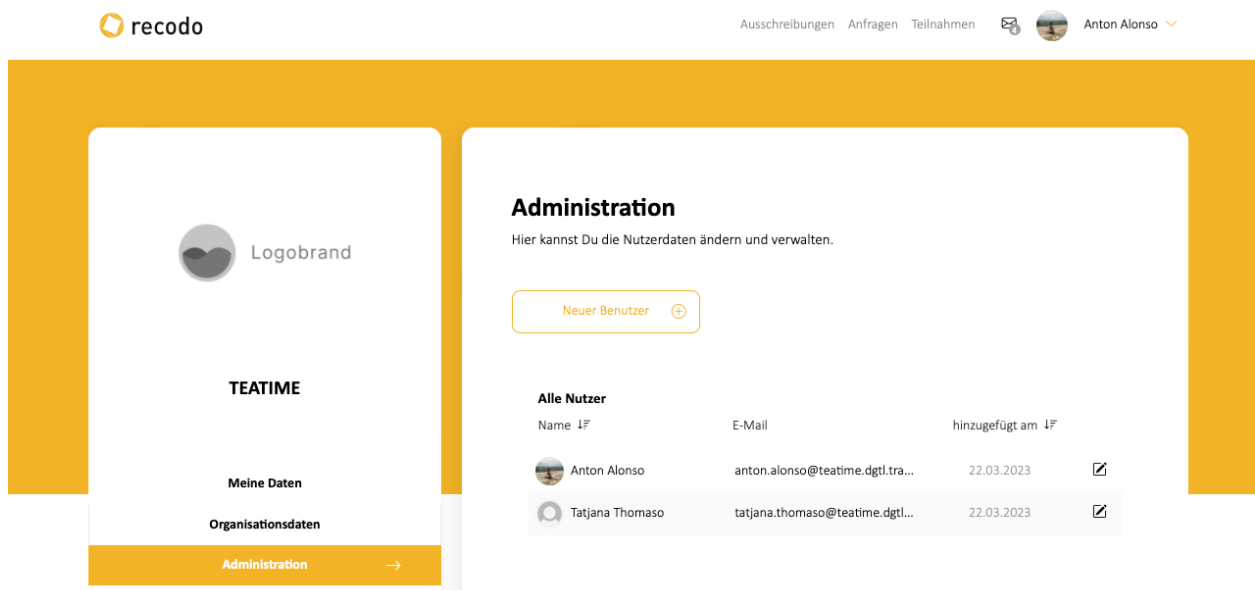 recodo
Ausschreibungen Anfragen Teilnahmen 4 Anton Alonso
Logobrand
TEATIME
Meine Daten
Organisationsdaten
Administration
Administration
Hier kannst Du die Nutzerdaten ändern und verwalten.
Neuer Benutzer
Alle Nutzer
Name E-Mail hinzugefügt am
Anton Alonso anton.alonso@teatime.dgtl.tra... 22.03.2023
Tatjana Thomaso tatjana.thomaso@teatime.dgtl... 22.03.2023